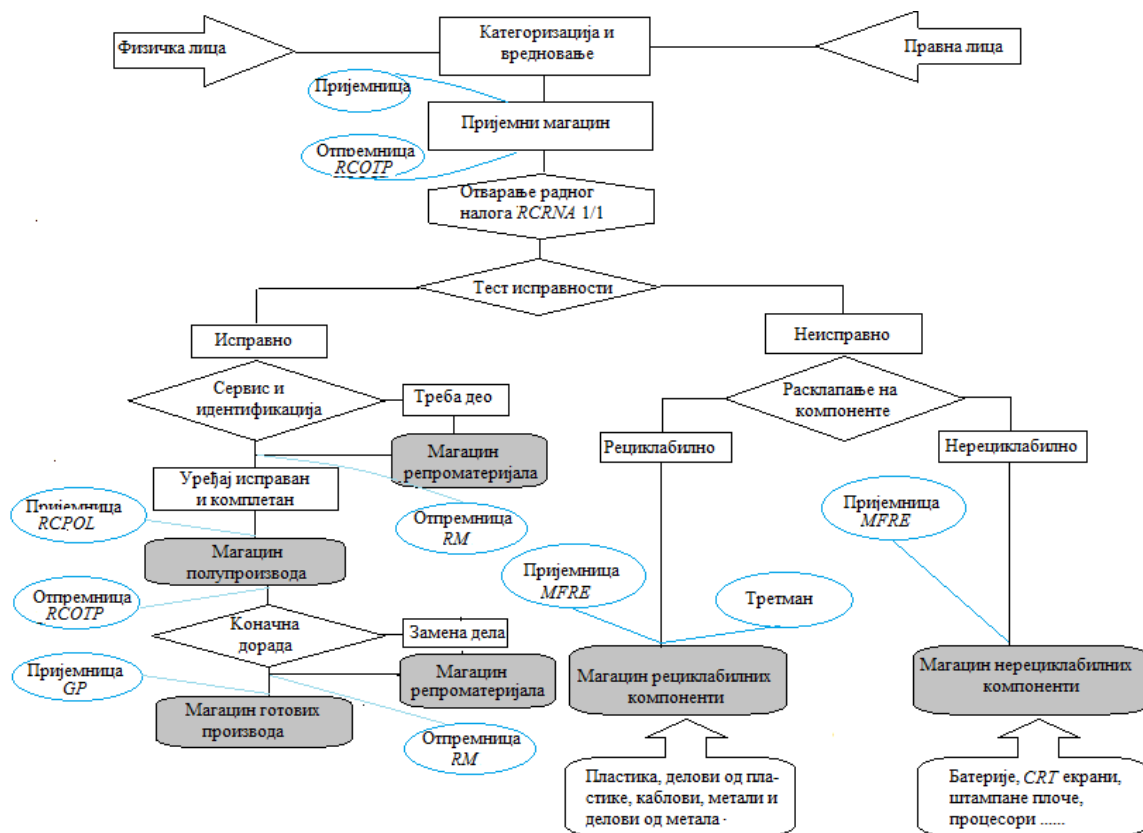 Физичка лица
Категоризација и
вредновање
Правна лица
Пријемница
Пријемни магацин
Отпремница
RCOTP
Отварање радног
налога RCRNA 1/1
Тест исправности
Исправно
Неисправно
Сервис и
идентификација
Треба део
Расклапање на
компоненте
Рециклабилно
Нерециклабилно
Магацин
репроматеријала
Уређај исправан
и комплетан
Пријемница
RCPOL
Отпремница
RM
Пријемница
MFRE
Магацин
полупроизвода
Пријемница
MFRE
Третман
Отпремница
RCOTP
Коначна
дорада
Замена дела
Пријемница
GP
Магацин
репроматеријала
Магацин рециклабилних
компоненти
Магацин нерециклабилних
компоненти
Магацин готових
производа
Отпремница
RM
Пластика, делови од пла-
стике, каблови, метали и
делови од метала
Батерије, CRT екрани,
штампане плоче,
процесори ......